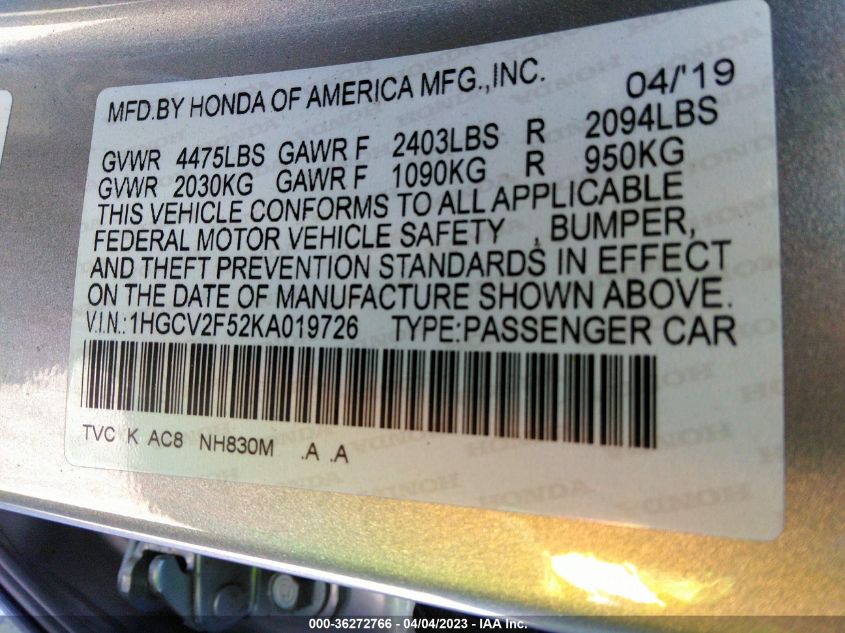 MFD.BY HONDA OF AMERICA MFG.,INC. 04/'19
GVWR 4475LBS GAWR F 2403LBS R 2094LBS
GVWR 2030KG GAWR F 1090KG R 950KG
THIS VEHICLE CONFORMS TO ALL APPLICABLE
FEDERAL MOTOR VEHICLE SAFETY , BUMPER,
AND THEFT PREVENTION STANDARDS IN EFFECT
ON THE DATE OF MANUFACTURE SHOWN ABOVE.
V.I.N.:1HGCV2F52KA019726 TYPE:PASSENGER CAR
TVC K AC8 NH830M .A .A
000-36272766 - 04/04/2023 - IAA Inc.